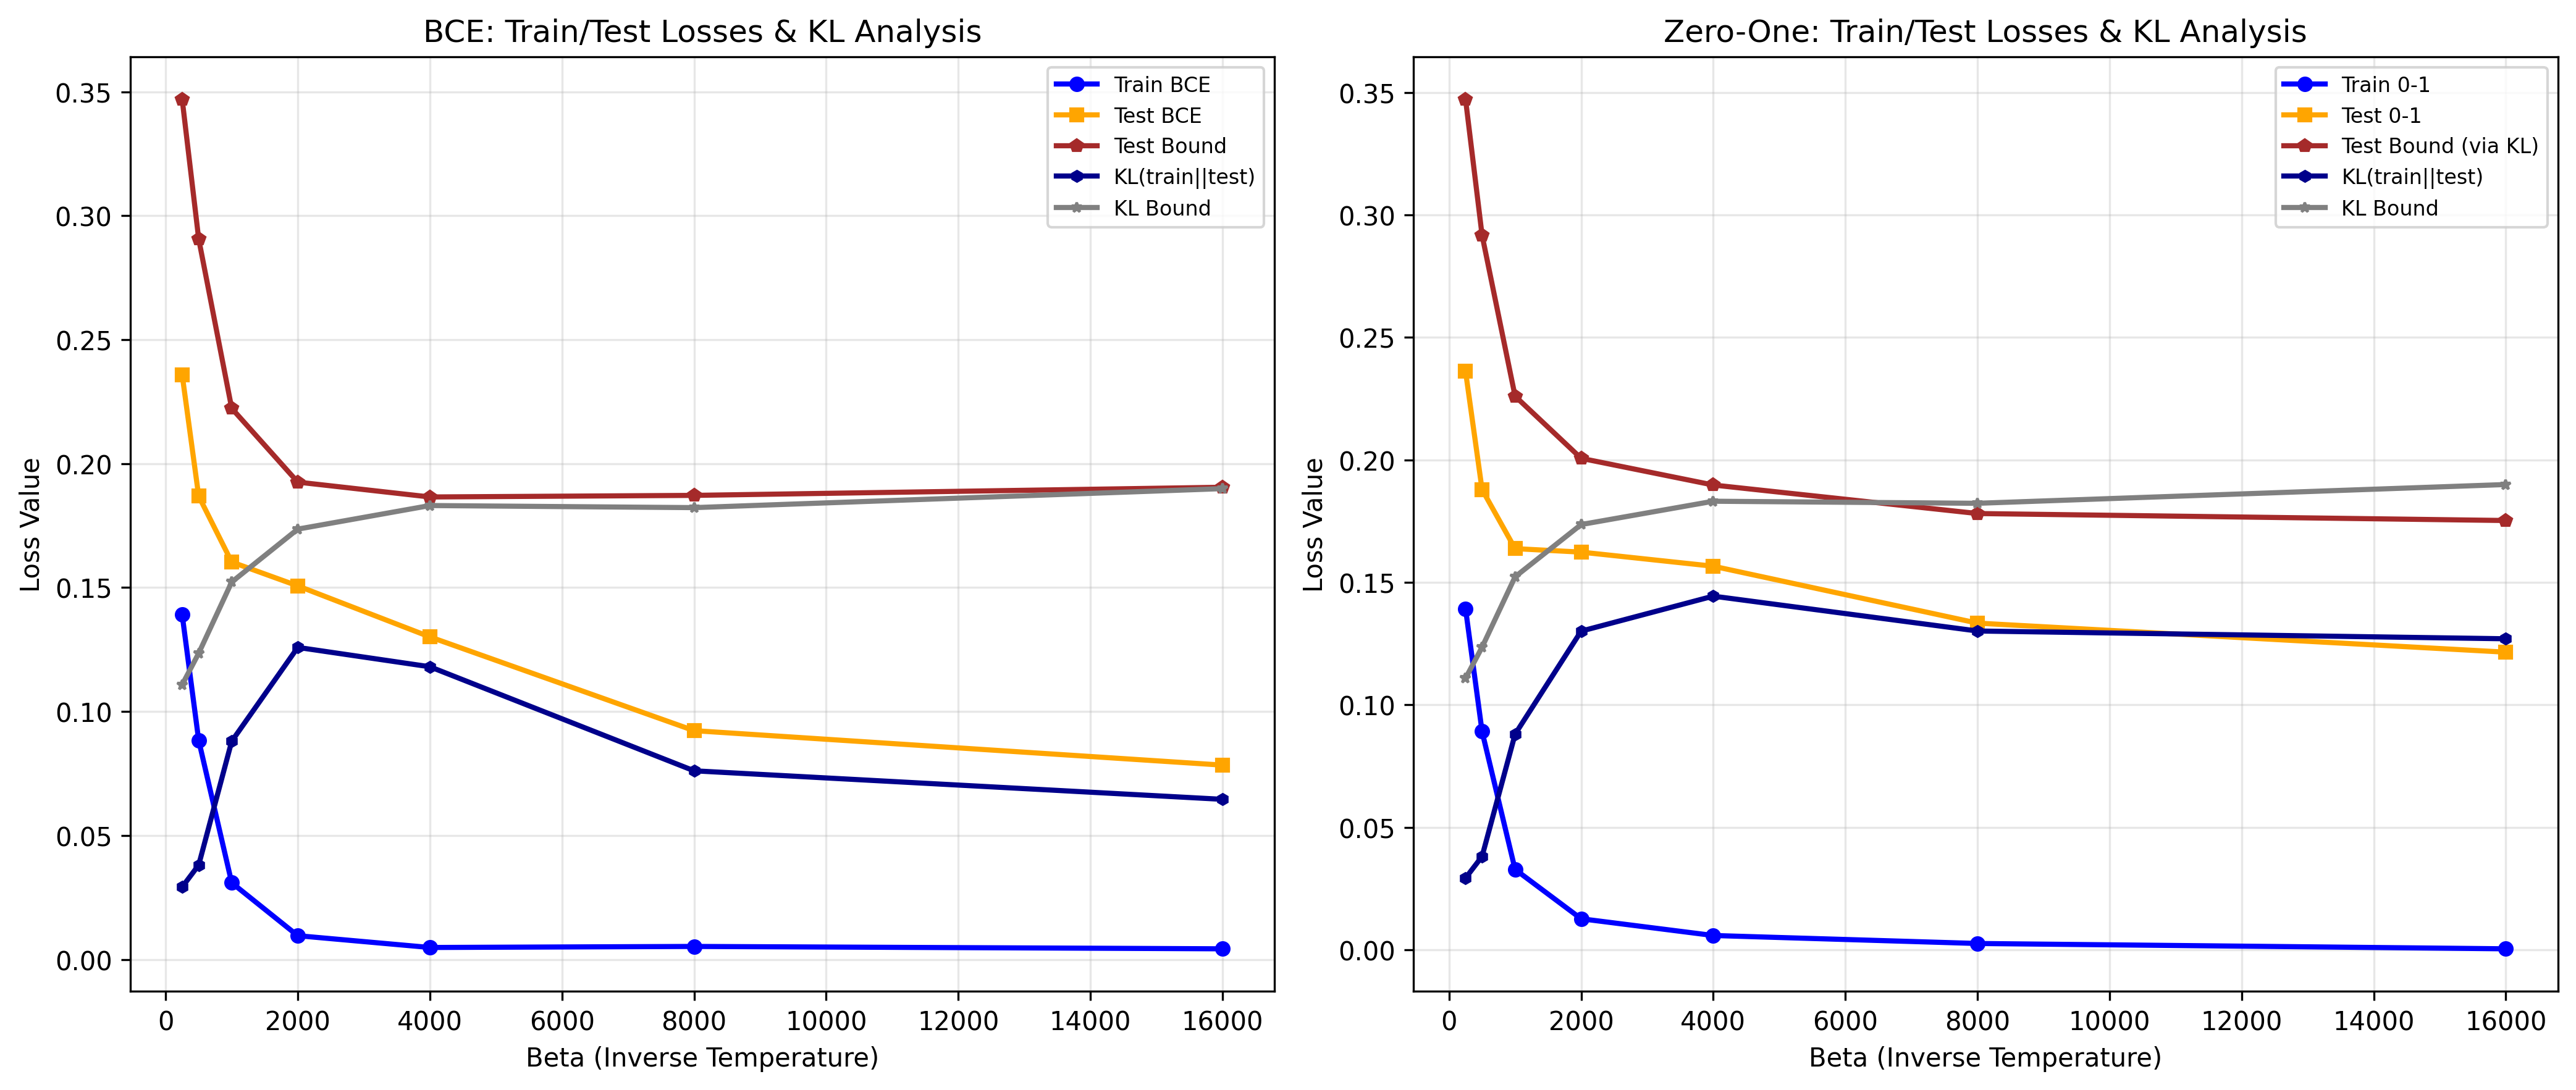 BCE: Train/Test Losses & KL Analysis
Loss Value
0.35
0.30
0.25
0.20
0.15
0.10
0.05
0.00
Train BCE
Test BCE
Test Bound
KL(train||test)
KL Bound
0 2000 4000 6000 8000 10000 12000 14000 16000
Beta (Inverse Temperature)
Zero-One: Train/Test Losses & KL Analysis
Loss Value
0.35
0.30
0.25
0.20
0.15
0.10
0.05
0.00
Train 0-1
Test 0-1
Test Bound (via KL)
KL(train||test)
KL Bound
0 2000 4000 6000 8000 10000 12000 14000 16000
Beta (Inverse Temperature)